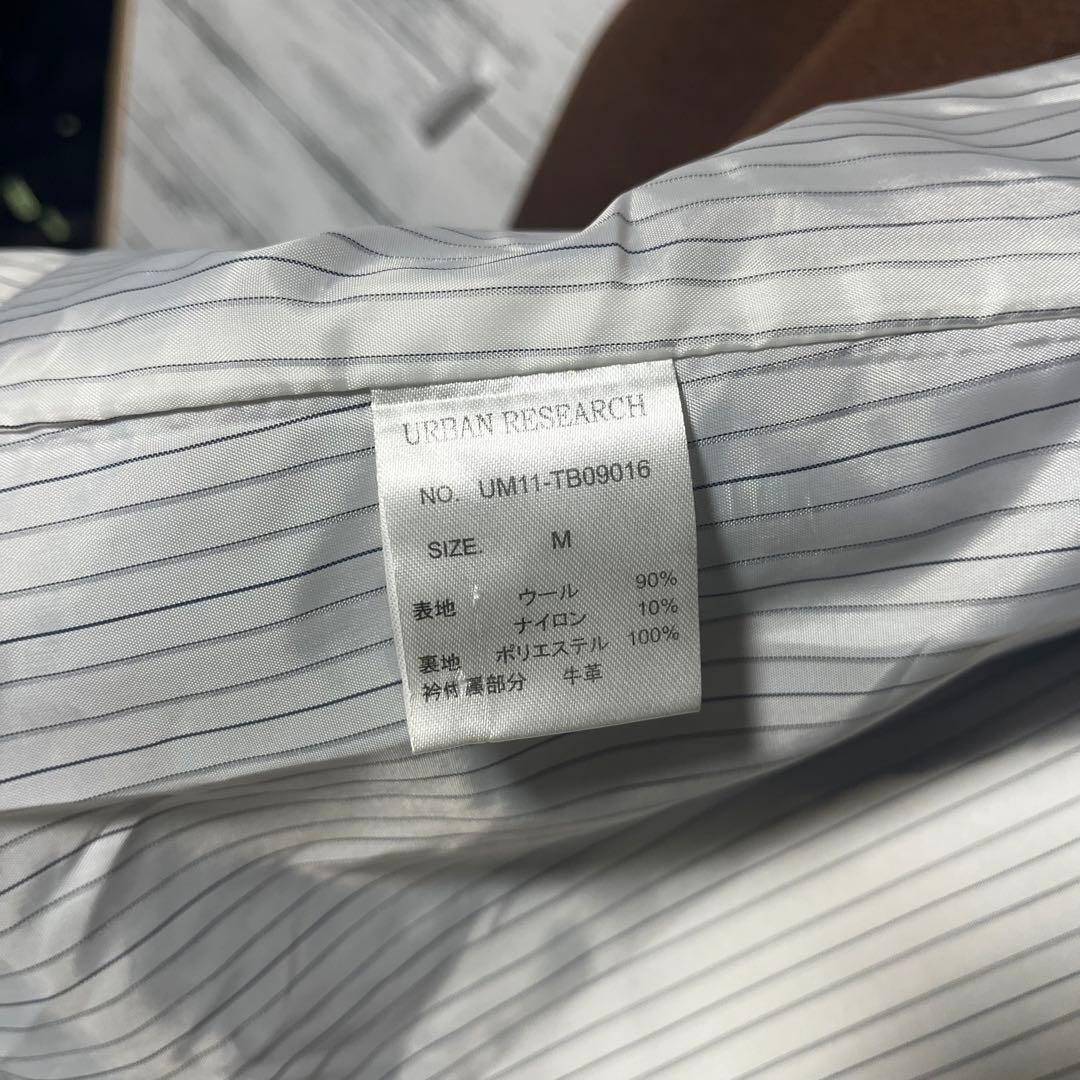 URBAN RESEARCH
NO. UM11-TB09016
SIZE. M
表地 ウール 90%
ナイロン 10%
裏地 ポリエステル 100%
衿付属部分 牛革